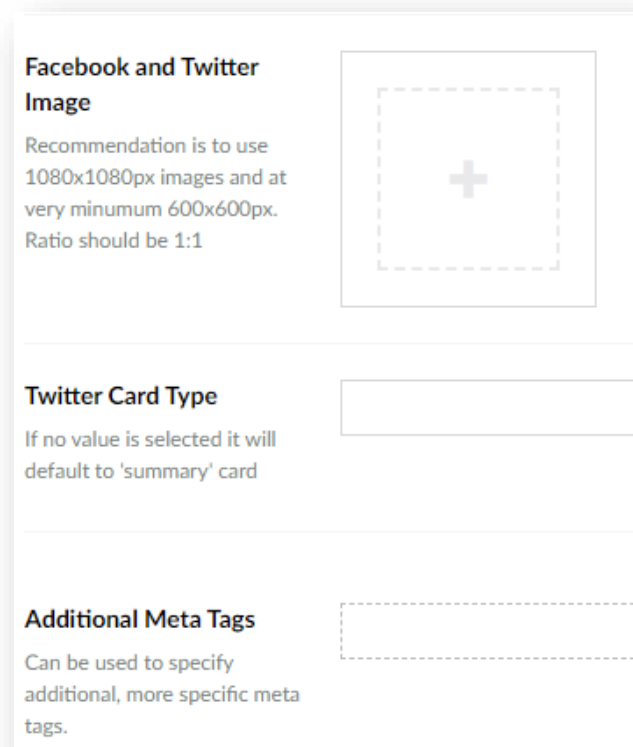 Facebook and Twitter
Image
Recommendation is to use
1080x1080px images and at
very minumum 600x600px.
Ratio should be 1:1
Twitter Card Type
If no value is selected it will
default to 'summary' card
Additional Meta Tags
Can be used to specify
additional, more specific meta
tags.